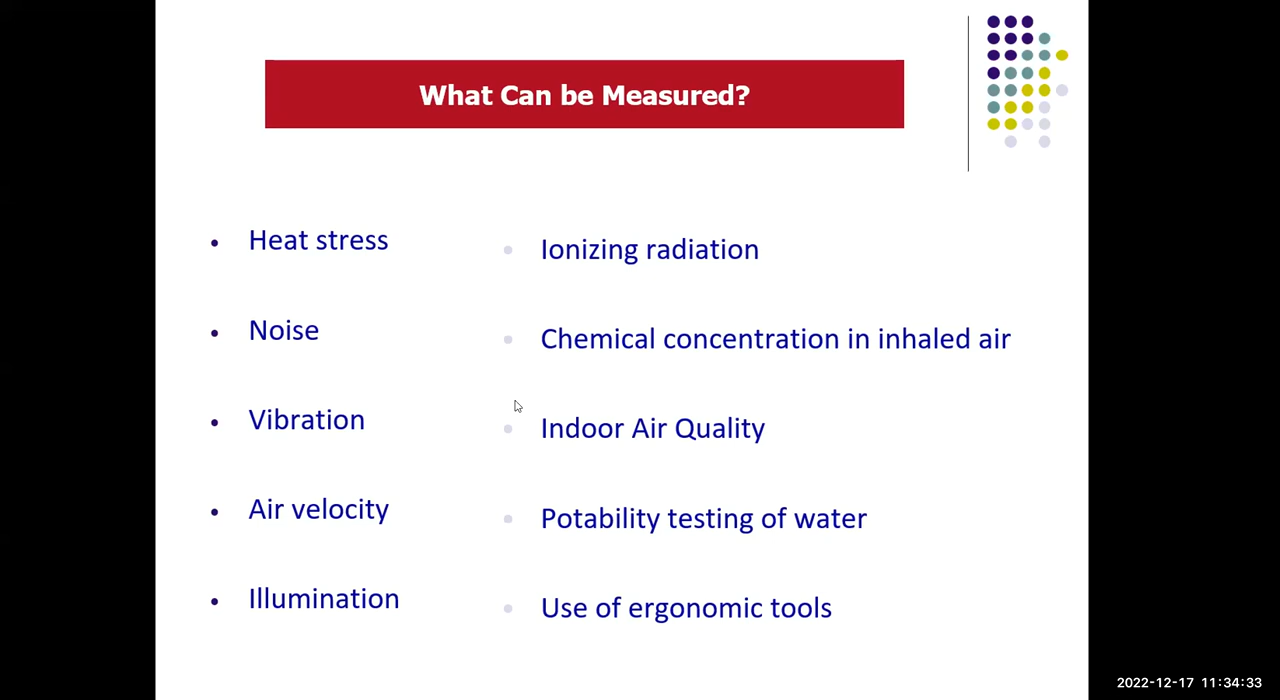 What Can be Measured?
Heat stress
Noise
Vibration
Air velocity
Illumination
Ionizing radiation
Chemical concentration in inhaled air
Indoor Air Quality
Potability testing of water
Use of ergonomic tools
2022-12-17 11:34:33